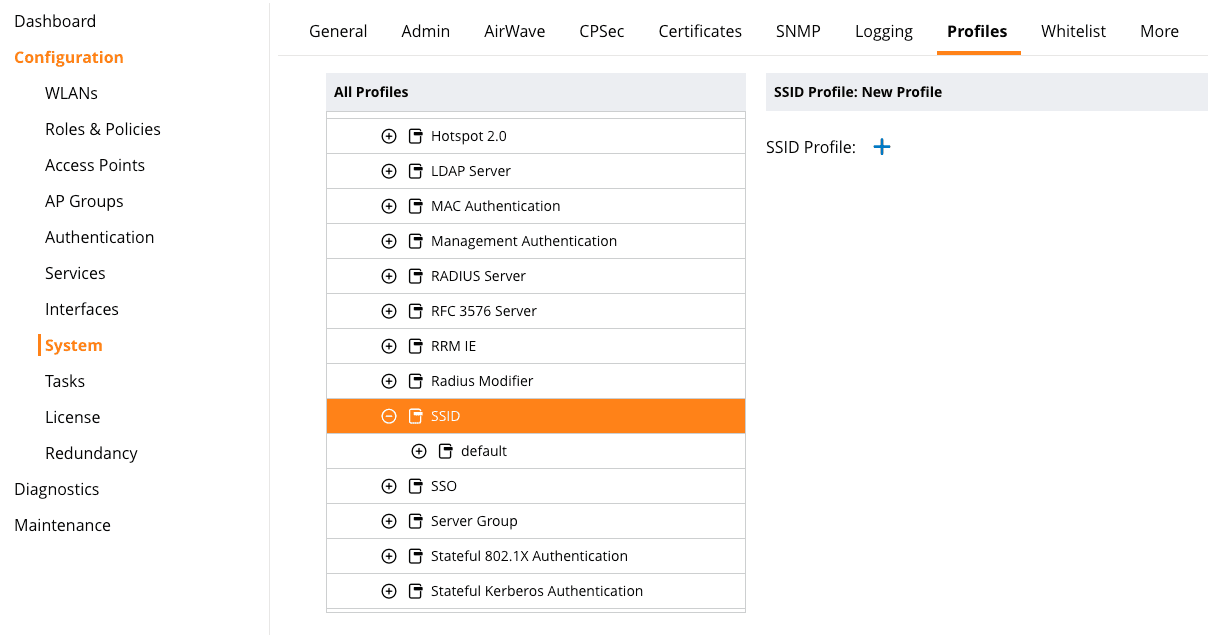 Dashboard
Configuration
WLANs
Roles & Policies
Access Points
AP Groups
Authentication
Services
Interfaces
System
Tasks
License
Redundancy
Diagnostics
Maintenance
General Admin AirWave CPSec Certificates SNMP Logging Profiles Whitelist More
All Profiles
Hotspot 2.0
LDAP Server
MAC Authentication
Management Authentication
RADIUS Server
RFC 3576 Server
RRM IE
Radius Modifier
SSID
default
SSO
Server Group
Stateful 802.1X Authentication
Stateful Kerberos Authentication
SSID Profile: New Profile
SSID Profile: